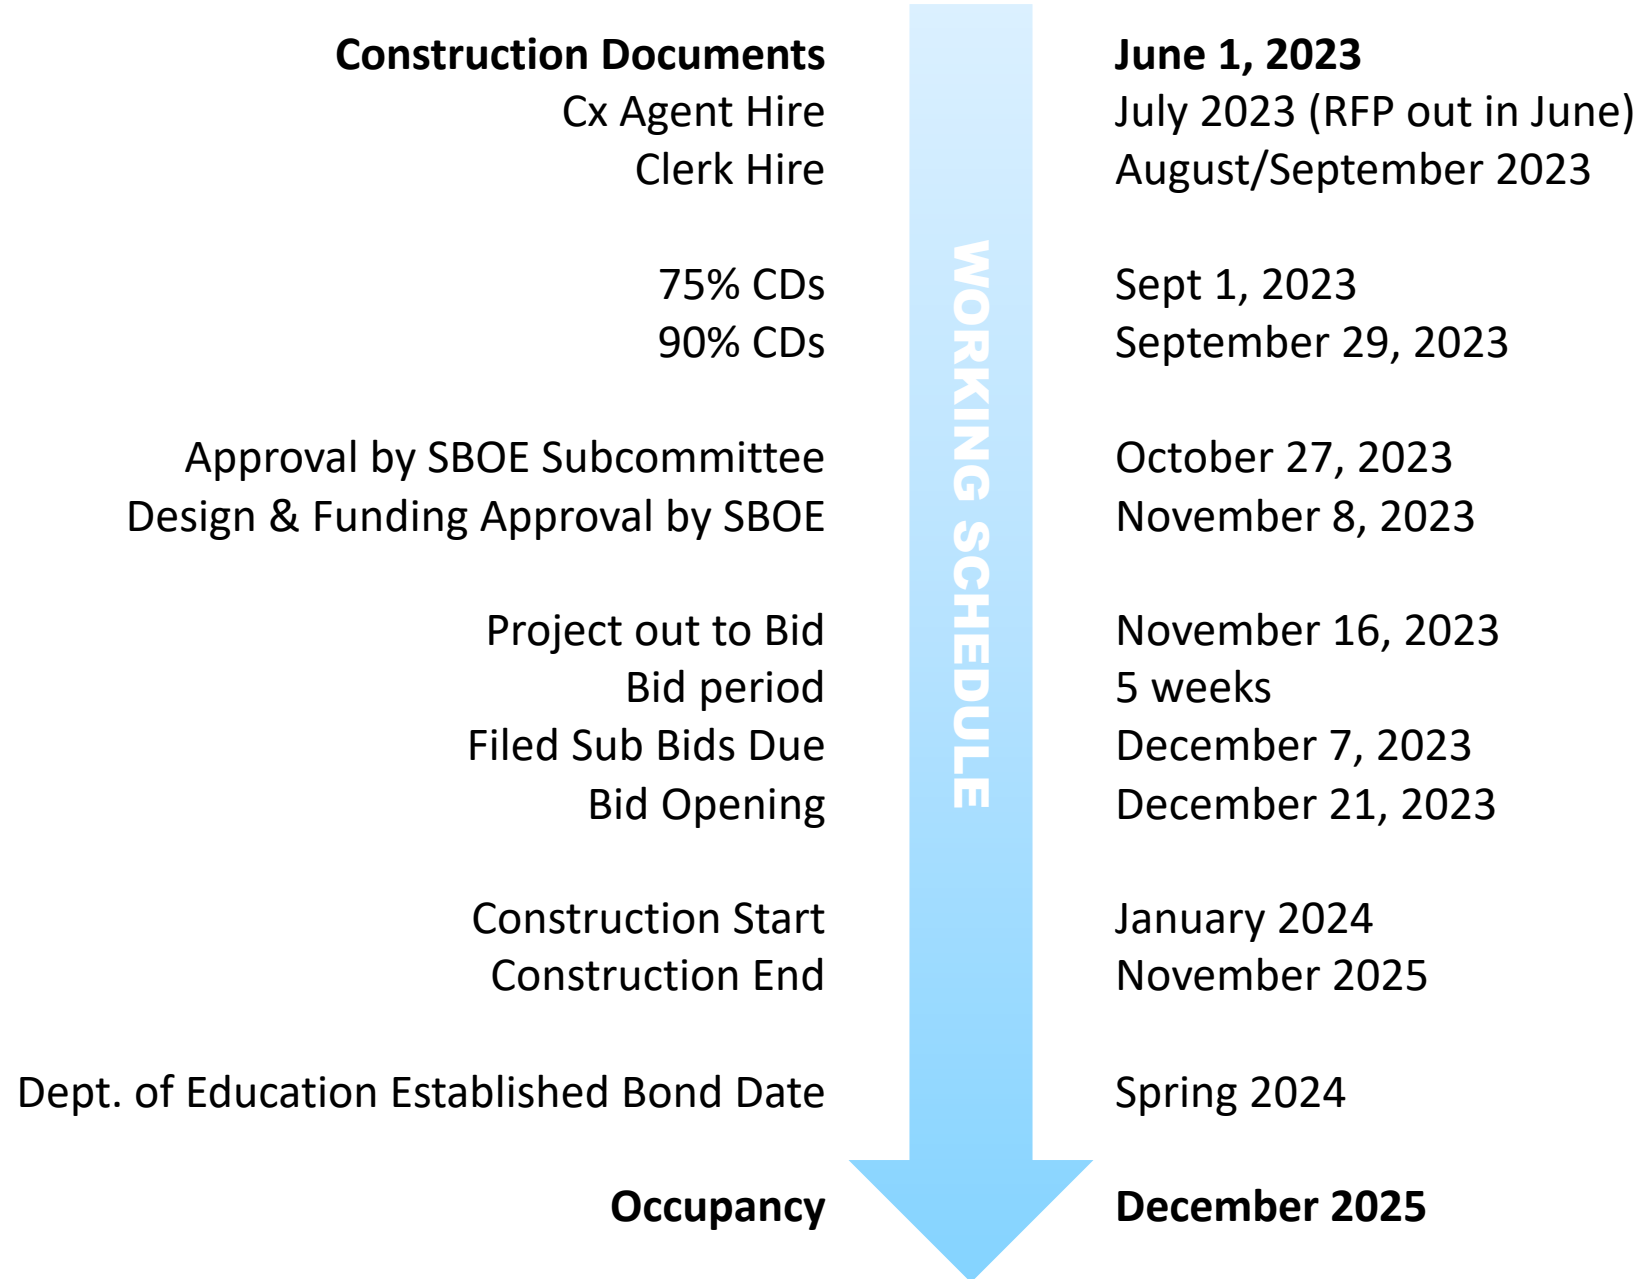 Construction Documents June 1, 2023
Cx Agent Hire July 2023 (RFP out in June)
Clerk Hire August/September 2023
75% CDs Sept 1, 2023
90% CDs September 29, 2023
Approval by SBOE Subcommittee October 27, 2023
Design & Funding Approval by SBOE November 8, 2023
Project out to Bid November 16, 2023
Bid period 5 weeks
Filed Sub Bids Due December 7, 2023
Bid Opening December 21, 2023
Construction Start January 2024
Construction End November 2025
Dept. of Education Established Bond Date Spring 2024
Occupancy December 2025
WORKING SCHEDULE